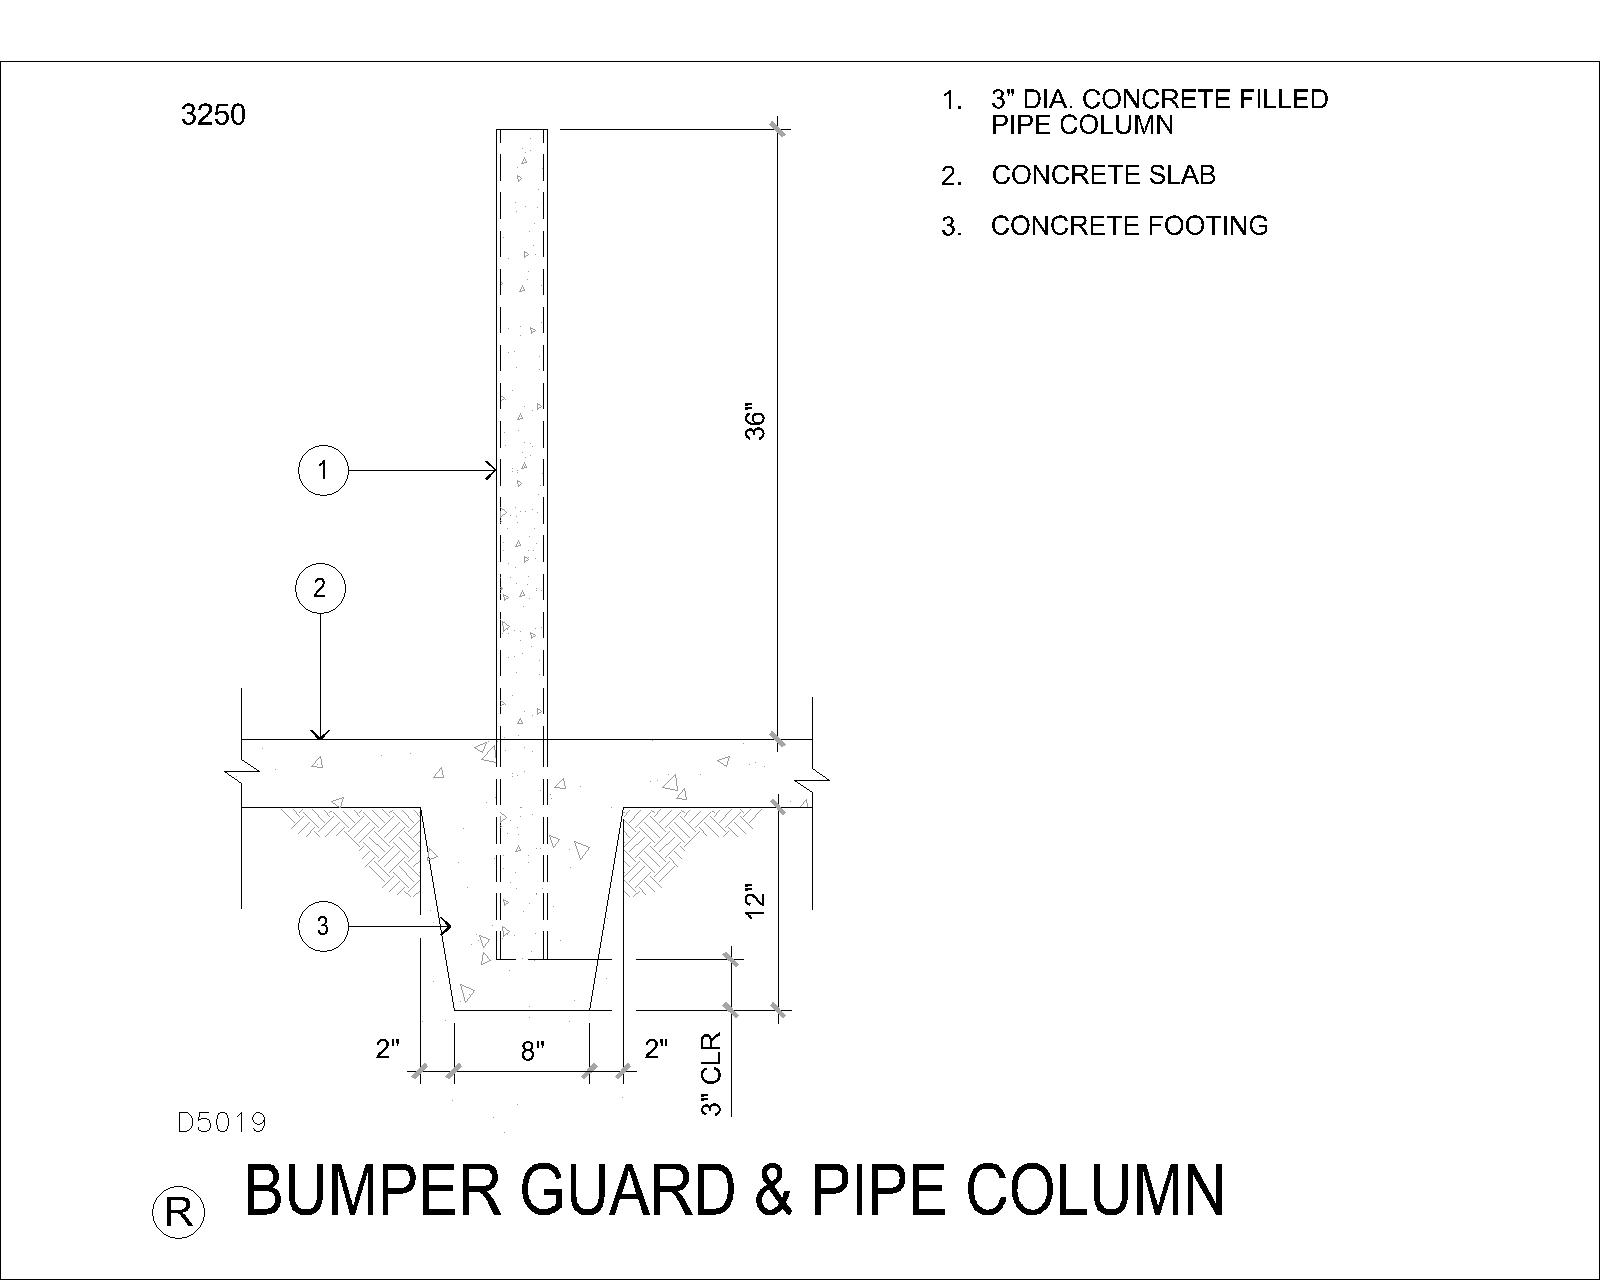 3250
1. 3" DIA. CONCRETE FILLED
PIPE COLUMN
2. CONCRETE SLAB
3. CONCRETE FOOTING
36"
1
2
12"
3
2"
8"
2"
3" CLR
D5019
R BUMPER GUARD & PIPE COLUMN